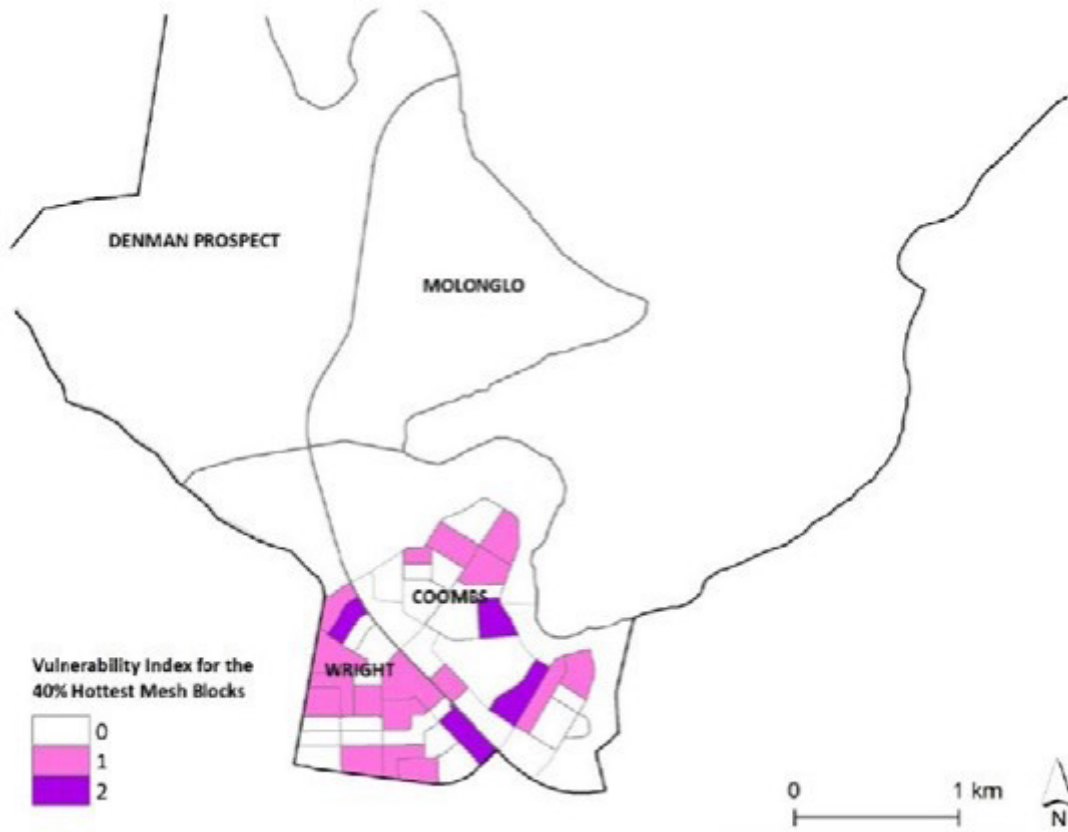 DENMAN PROSPECT
MOLONGLO
COOMBS
WRIGHT
Vulnerability Index for the
40% Hottest Mesh Blocks
0
1
2
0 1 km
N